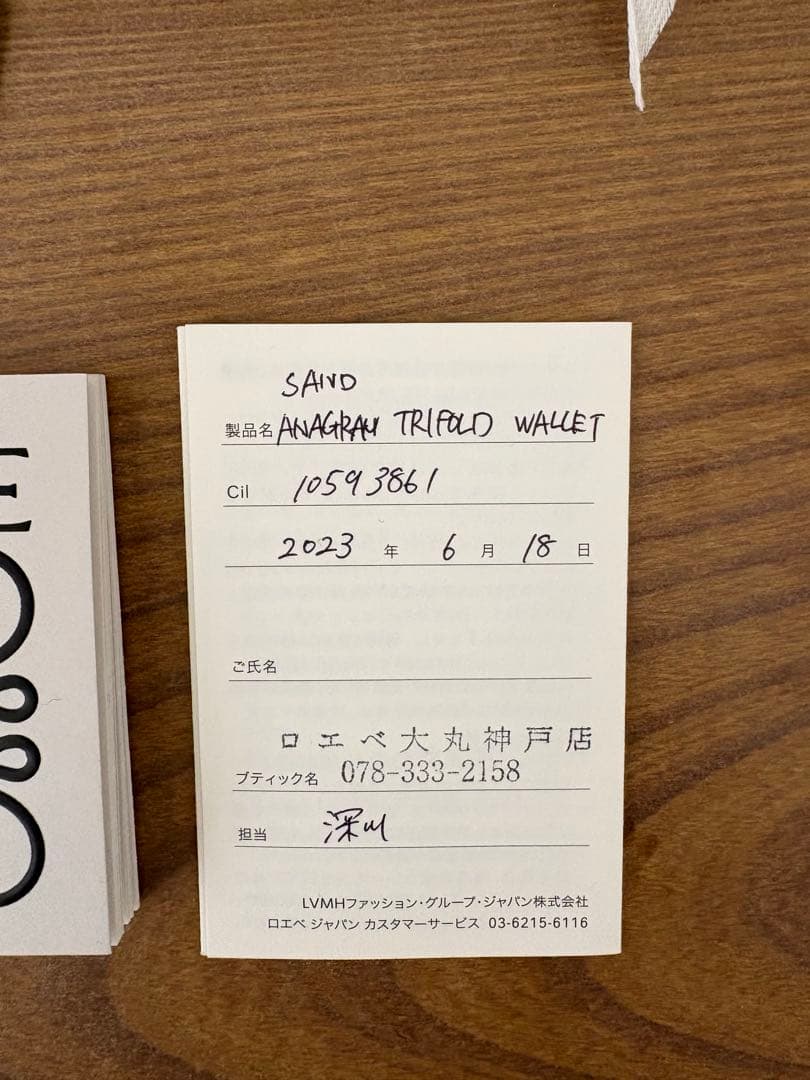 SAND
製品名 ANAGRAM TRIFOLD WALLET
Cil 10593861
2023 年 6 月 18 日
ご氏名
ロエベ大丸神戸店
ブティック名 078-333-2158
担当 深川
LVMHファッション・グループ・ジャパン株式会社
ロエベ ジャパン カスタマーサービス 03-6215-6116